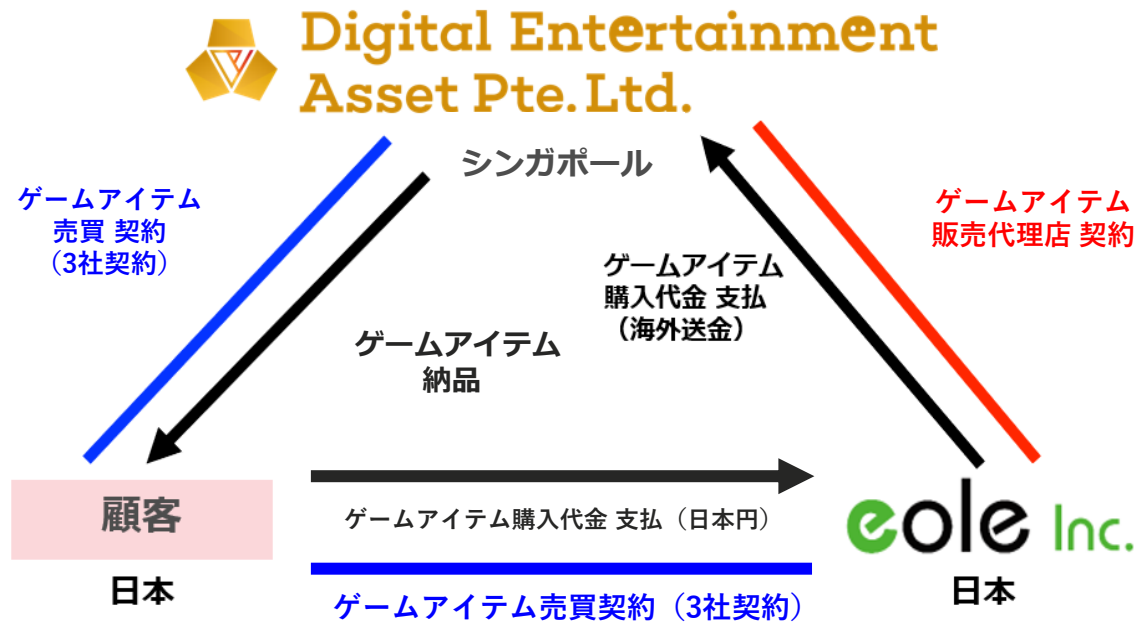 Digital Entertainment
Asset Pte.Ltd.
シンガポール
ゲームアイテム
売買 契約
（3社契約）
ゲームアイテム
販売代理店 契約
ゲームアイテム
購入代金 支払
（海外送金）
ゲームアイテム
納品
顧客
日本
ゲームアイテム購入代金 支払（日本円）
ゲームアイテム売買契約（3社契約）
eole Inc.
日本